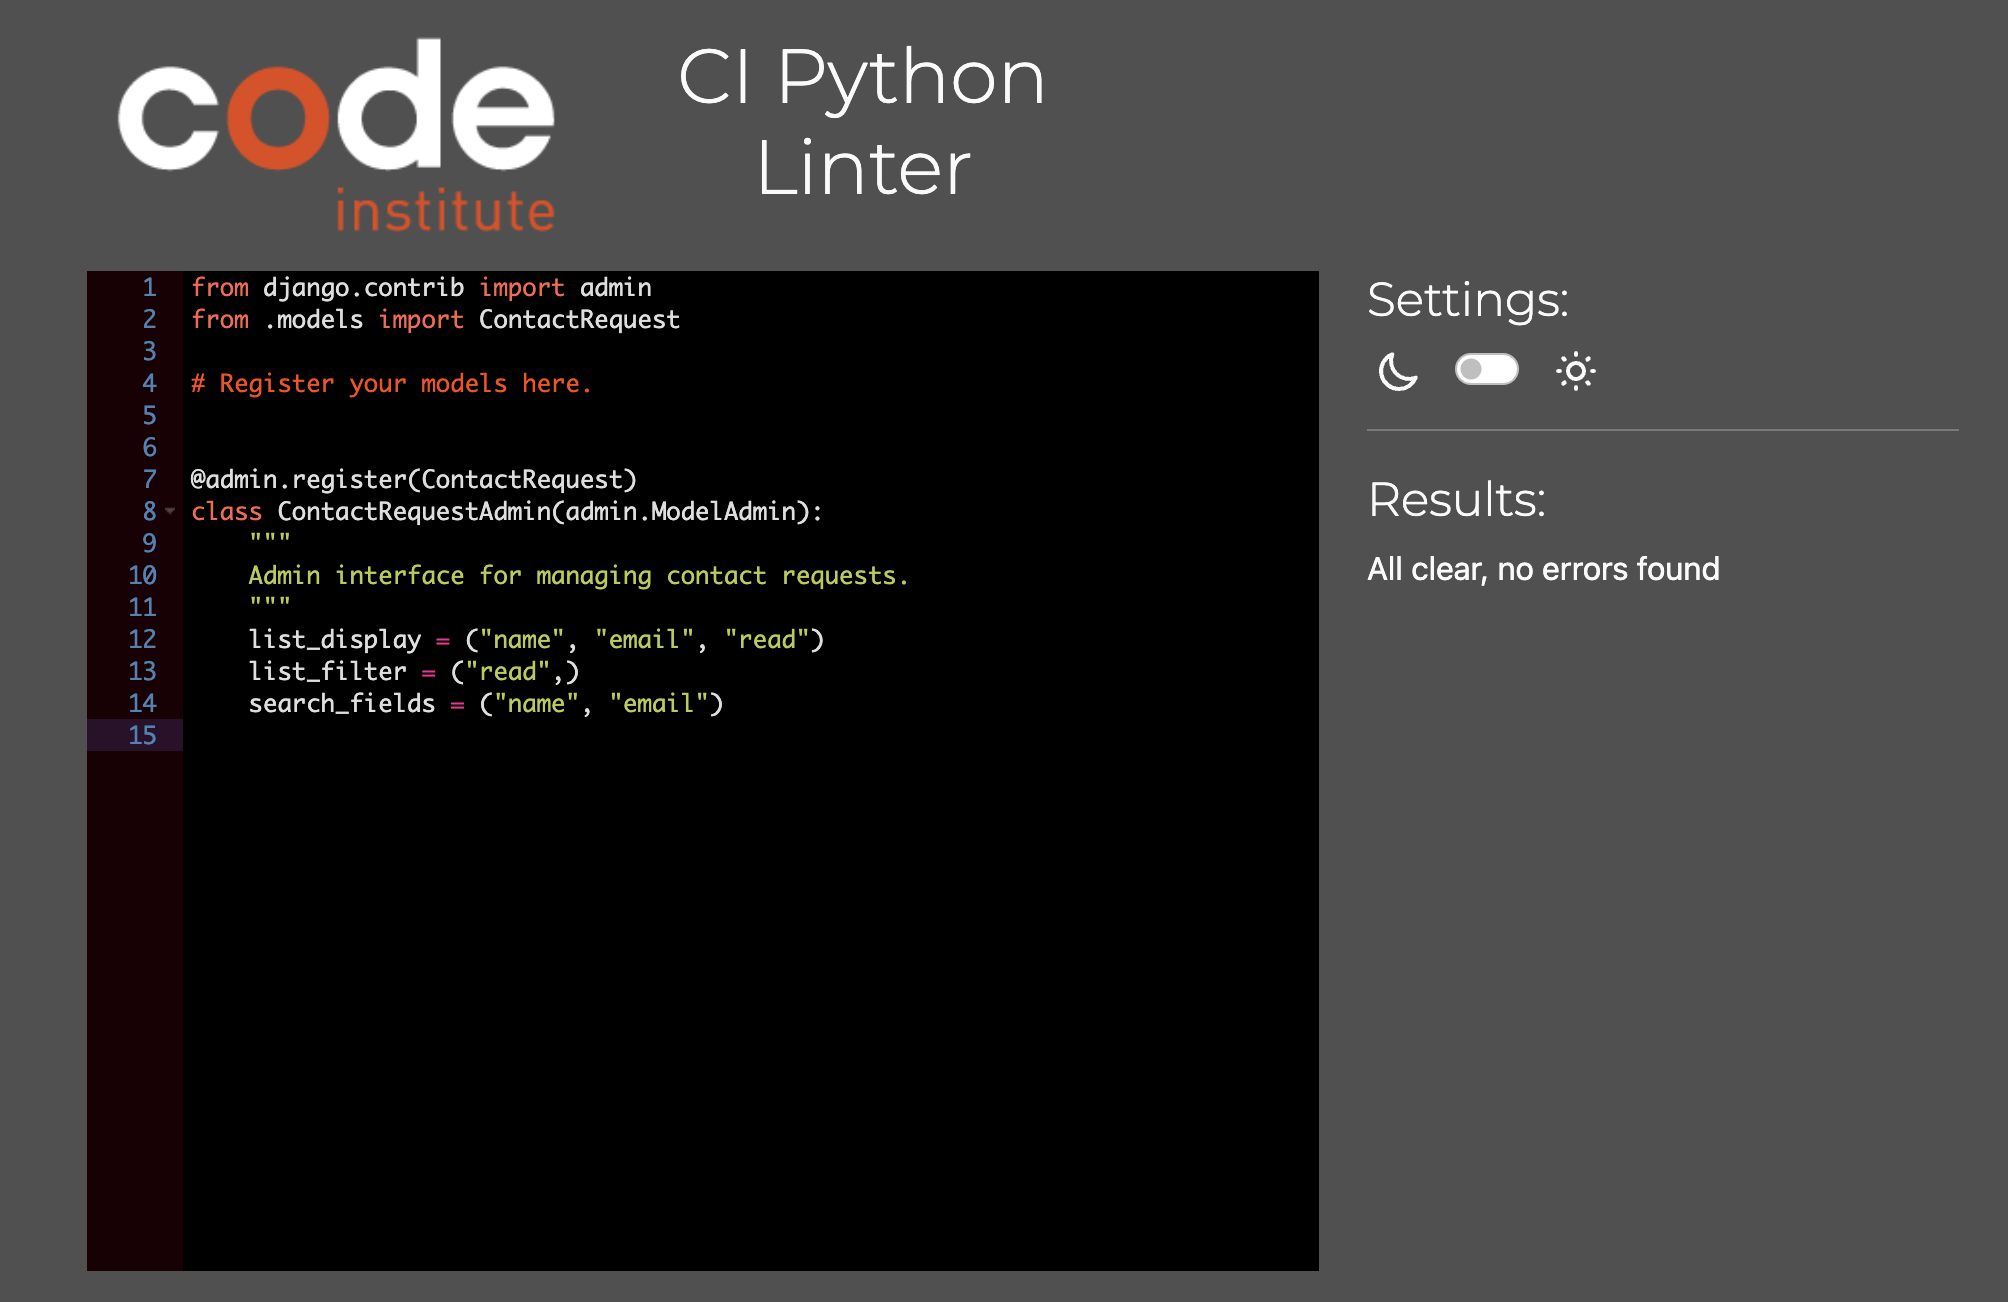 code
institute
CI Python
Linter
1 from django.contrib import admin
2 from .models import ContactRequest
3
4 # Register your models here.
5
6
7 @admin.register(ContactRequest)
8 class ContactRequestAdmin(admin.ModelAdmin):
9     """
10     Admin interface for managing contact requests.
11     """
12     list_display = ("name", "email", "read")
13     list_filter = ("read",)
14     search_fields = ("name", "email")
15
Settings:
Results:
All clear, no errors found